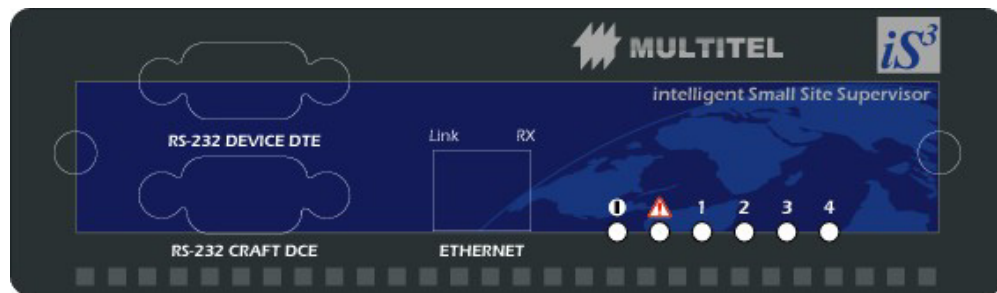 MULTITEL
iS³
intelligent Small Site Supervisor
RS-232 DEVICE DTE
Link RX
1 2 3 4
RS-232 CRAFT DCE
ETHERNET